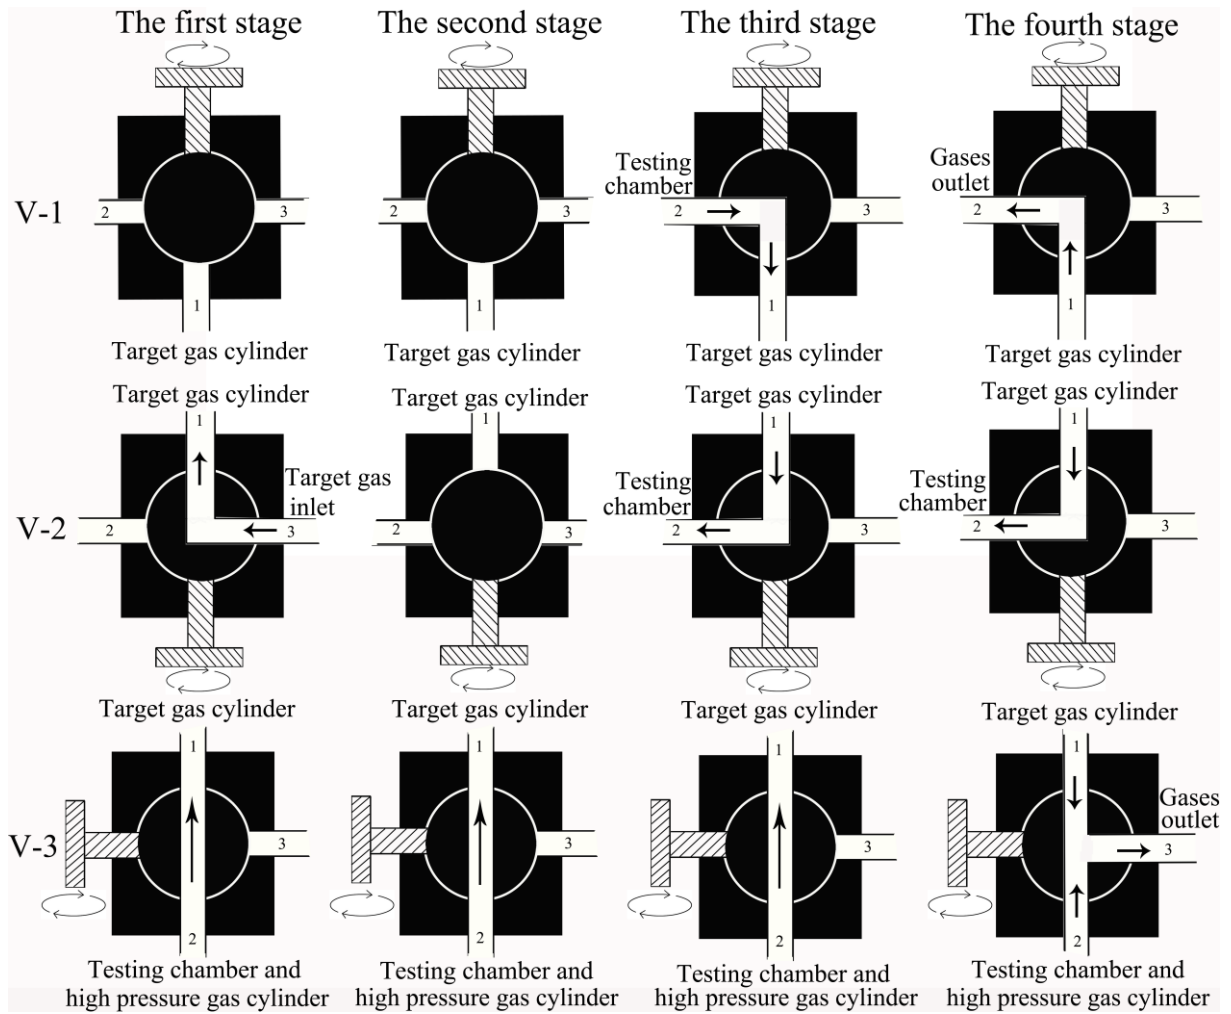 The first stage
The second stage
The third stage
The fourth stage
V-1
2
3
1
Target gas cylinder
2
3
1
Target gas cylinder
Testing
chamber
2
3
1
Target gas cylinder
Gases
outlet
2
3
1
Target gas cylinder
V-2
Target gas cylinder
1
Target gas
inlet
2
3
Target gas cylinder
1
2
3
Target gas cylinder
1
Testing
chamber
2
3
Target gas cylinder
1
Testing
chamber
2
3
V-3
Target gas cylinder
1
3
2
Testing chamber and
high pressure gas cylinder
Target gas cylinder
1
3
2
Testing chamber and
high pressure gas cylinder
Target gas cylinder
1
3
2
Testing chamber and
high pressure gas cylinder
Target gas cylinder
1
Gases
outlet
3
2
Testing chamber and
high pressure gas cylinder